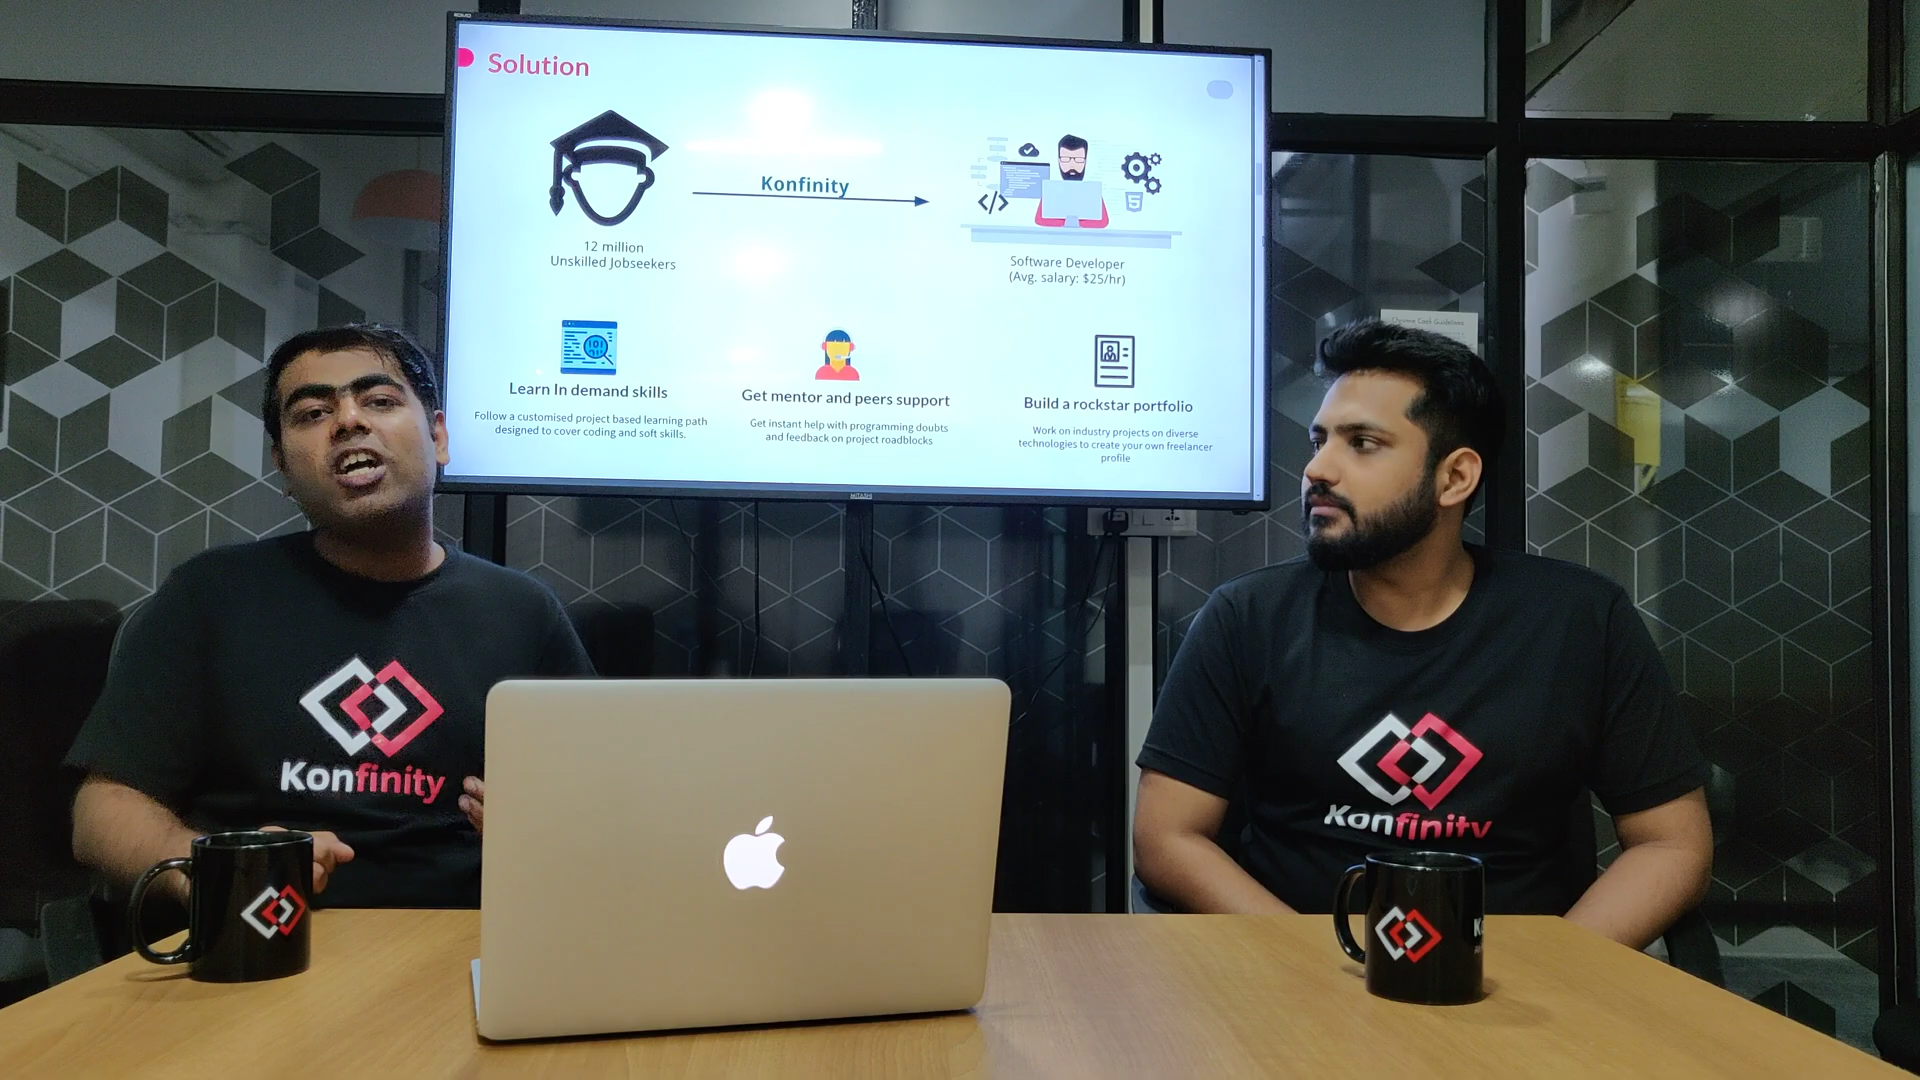 Solution
Konfinity
12 million
Unskilled Jobseekers
Software Developer
(Avg. salary: $25/hr)
Learn In demand skills
Follow a customised project based learning path
designed to cover coding and soft skills.
Get mentor and peers support
Get instant help with programming doubts
and feedback on project roadblocks
Build a rockstar portfolio
Work on industry projects on diverse
technologies to create your own freelancer
profile
MITASHI
Konfinity
Konfinity